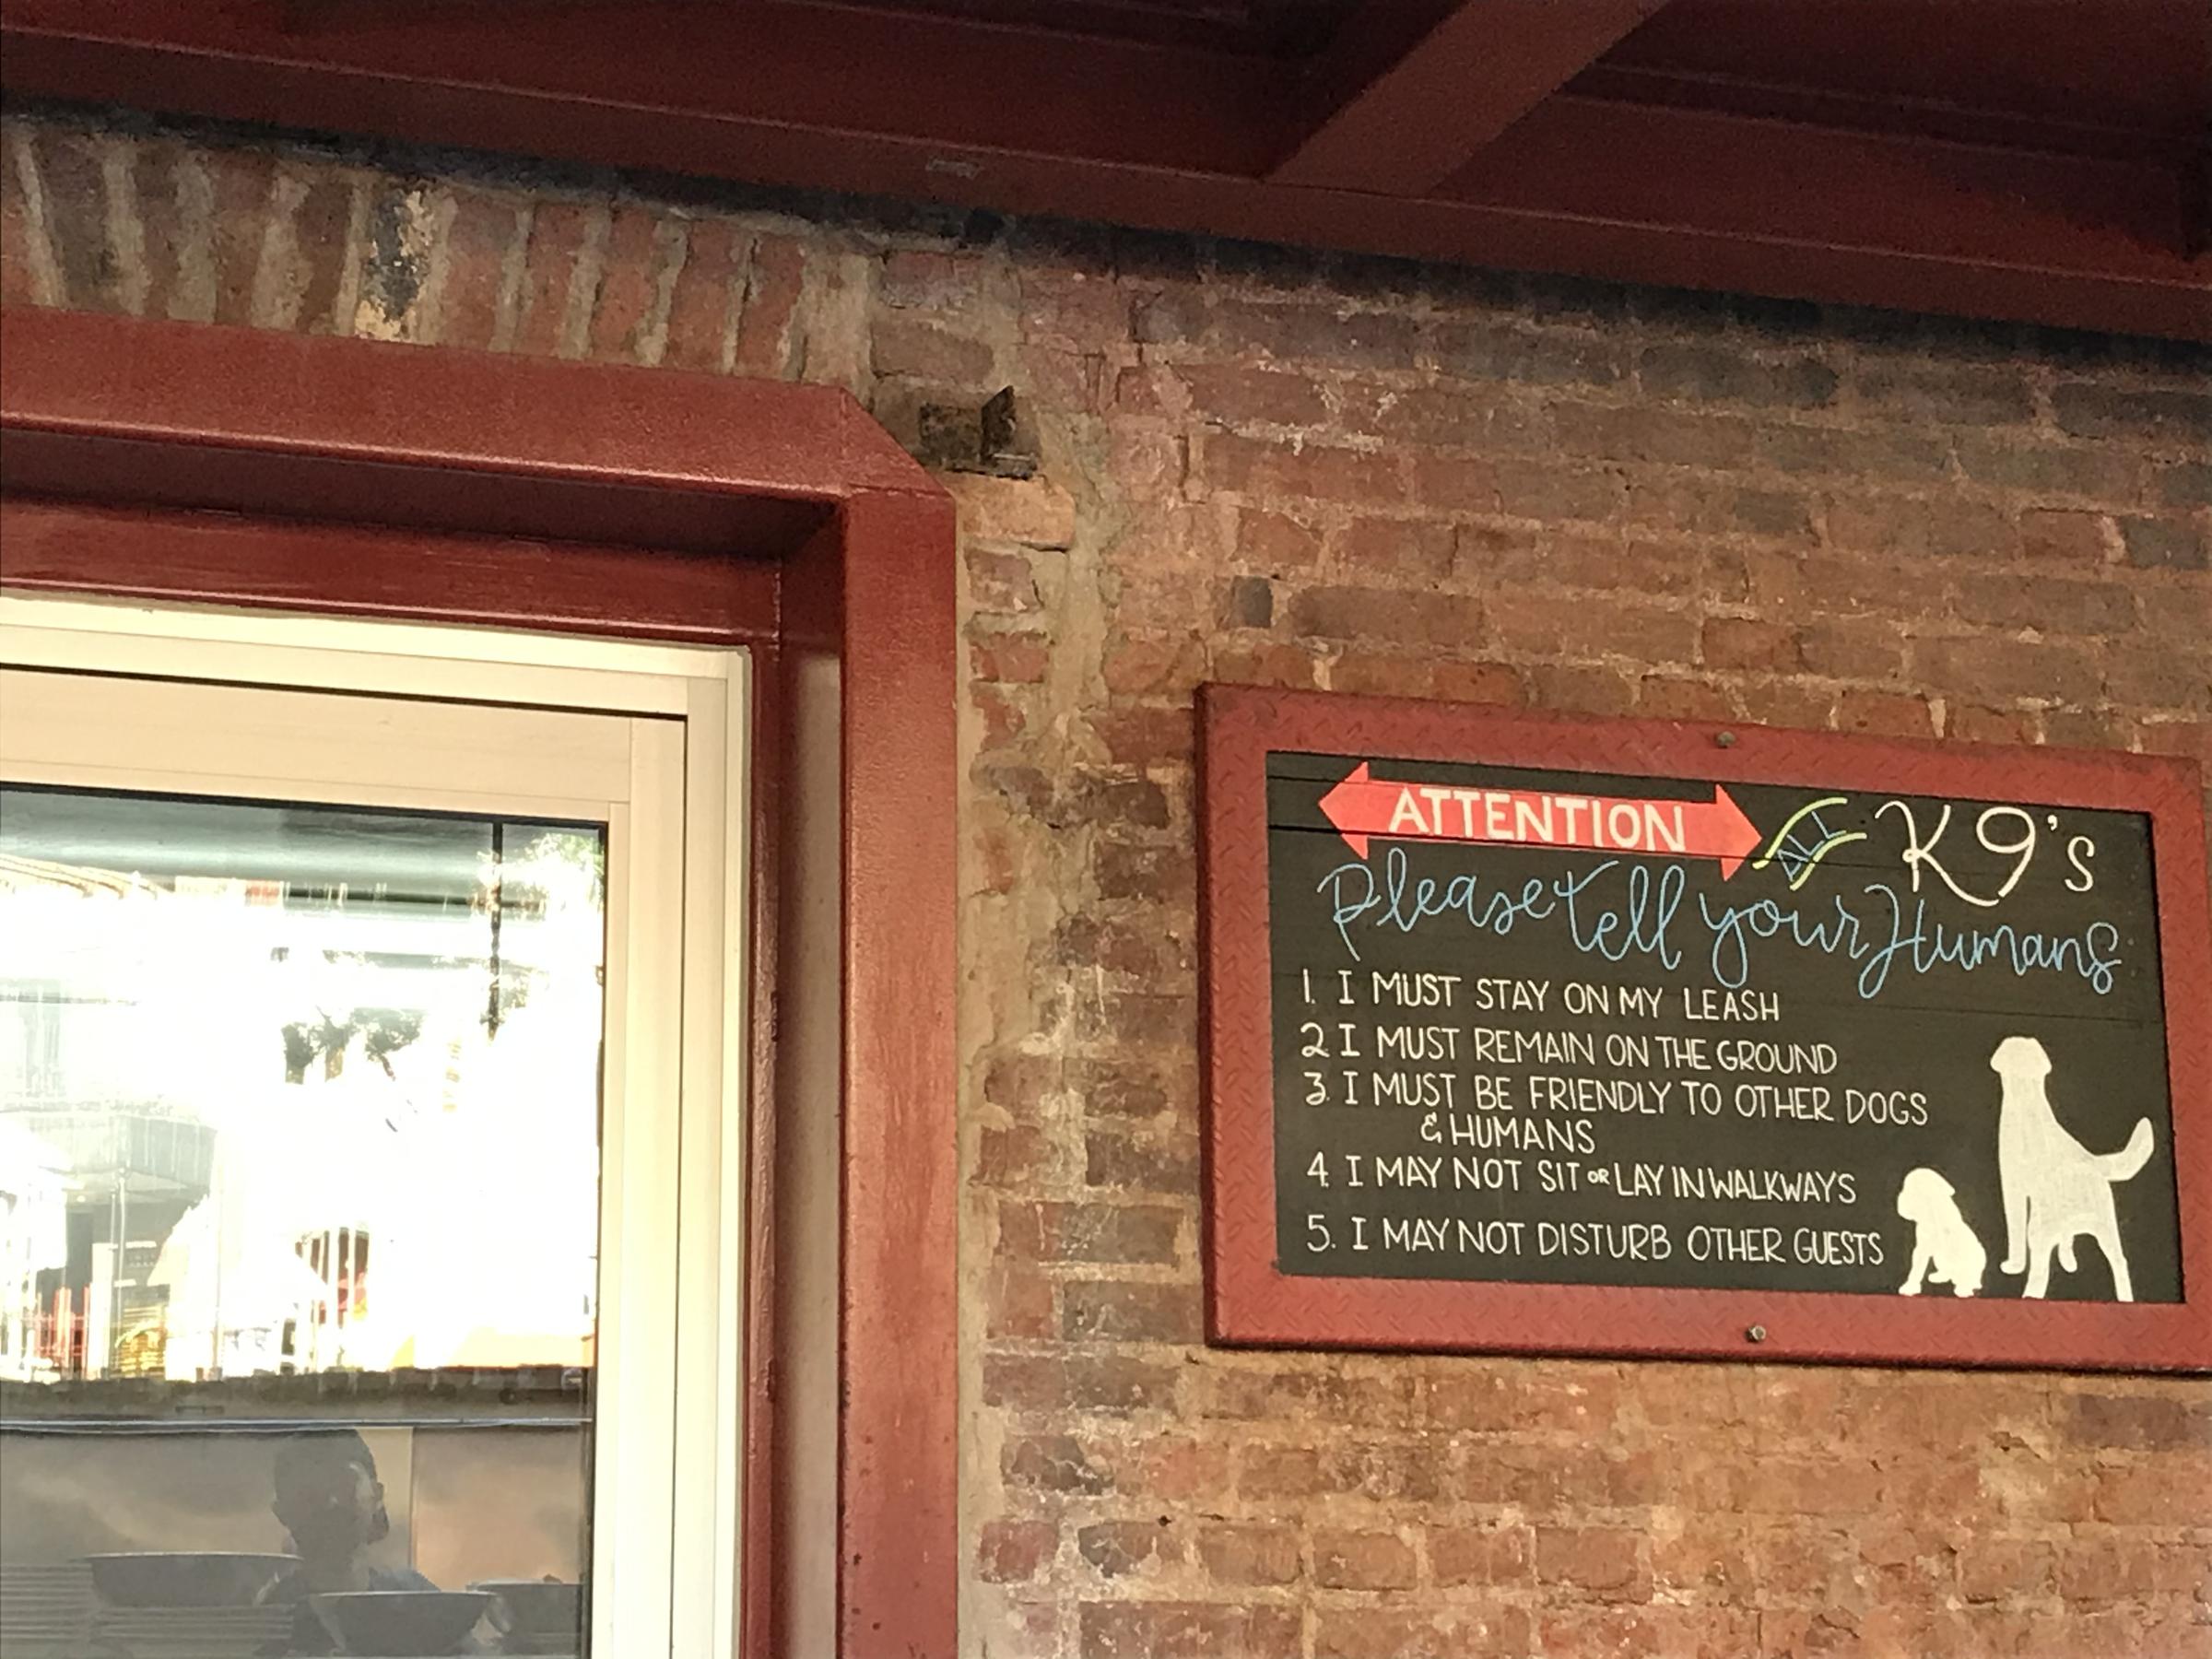 ATTENTION ALL K9's
Please tell your Humans
1. I MUST STAY ON MY LEASH
2 I MUST REMAIN ON THE GROUND
3. I MUST BE FRIENDLY TO OTHER DOGS
& HUMANS
4. I MAY NOT SIT OR LAY IN WALKWAYS
5. I MAY NOT DISTURB OTHER GUESTS